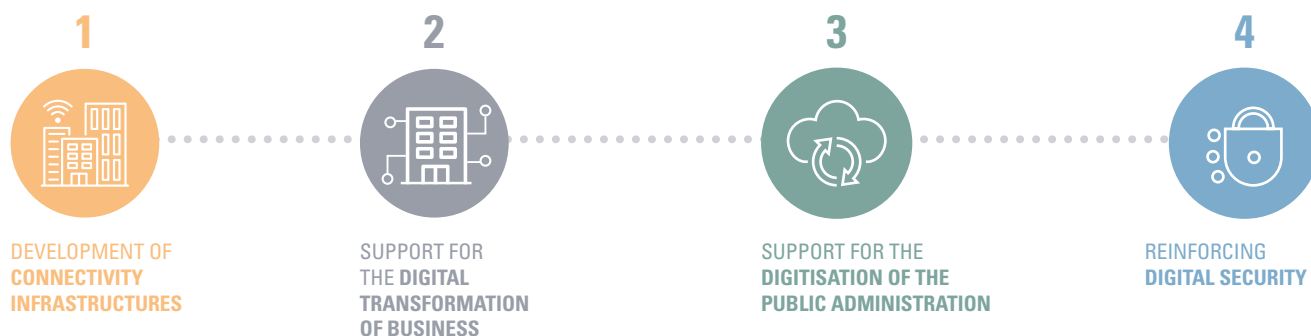 1
DEVELOPMENT OF
CONNECTIVITY
INFRASTRUCTURES
2
SUPPORT FOR
THE DIGITAL
TRANSFORMATION
OF BUSINESS
3
SUPPORT FOR THE
DIGITISATION OF THE
PUBLIC ADMINISTRATION
4
REINFORCING
DIGITAL SECURITY